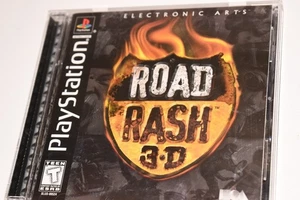 ELECTRONIC ARTS
PlayStation
ROAD
RASH
3-D
TEEN
T